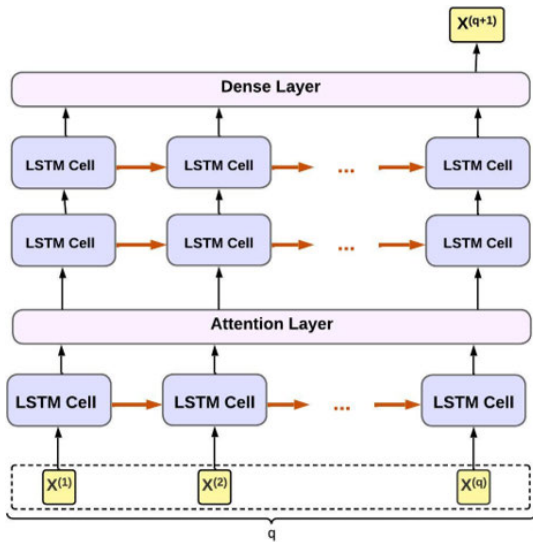 X(q+1)
Dense Layer
LSTM Cell LSTM Cell ... LSTM Cell
LSTM Cell LSTM Cell ... LSTM Cell
Attention Layer
LSTM Cell LSTM Cell ... LSTM Cell
X(1) X(2) X(q)
q